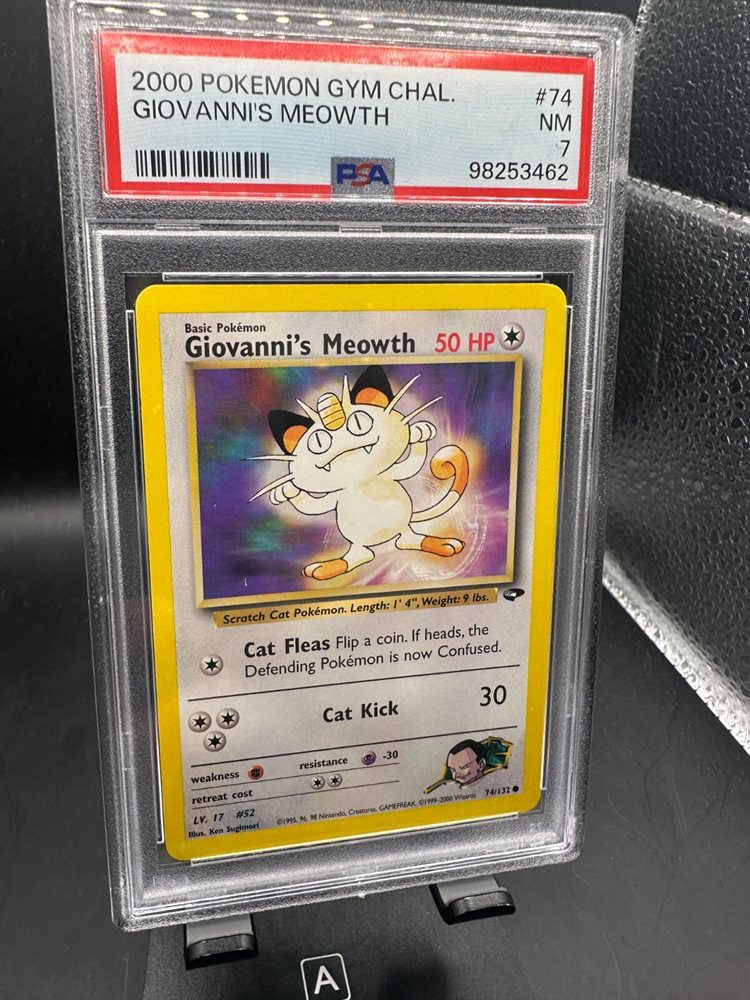 2000 POKEMON GYM CHAL. #74
GIOVANNI'S MEOWTH NM
7
PSA 98253462
Basic Pokémon
Giovanni's Meowth 50 HP
Scratch Cat Pokémon. Length: 1' 4", Weight: 9 lbs.
Cat Fleas Flip a coin. If heads, the
Defending Pokémon is now Confused.
Cat Kick 30
weakness resistance -30
retreat cost
LV. 17 #52
Illus. Ken Sugimori
©1995, 96, 98 Nintendo, Creatures, GAMEFREAK. ©1999-2000 Wizards. 74/132
A